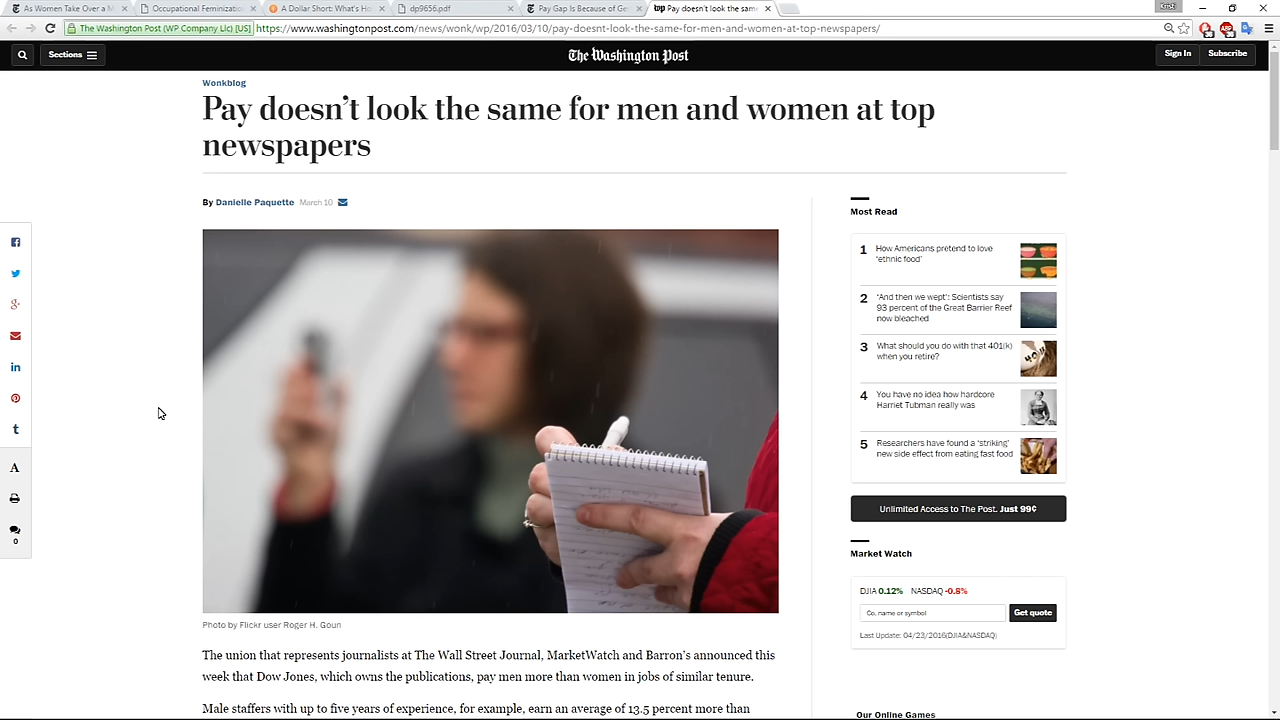 As Women Take Over a M
Occupational Feminizatio
A Dollar Short: What's Ho
dp9656.pdf
Pay Gap Is Because of Ge
wp Pay doesn't look the same
The Washington Post (WP Company Llc) [US] https://www.washingtonpost.com/news/wonk/wp/2016/03/10/pay-doesnt-look-the-same-for-men-and-women-at-top-newspapers/
Sections
The Washington Post
Sign In
Subscribe
Wonkblog
Pay doesn't look the same for men and women at top
newspapers
By Danielle Paquette March 10
Photo by Flickr user Roger H. Goun
The union that represents journalists at The Wall Street Journal, MarketWatch and Barron's announced this
week that Dow Jones, which owns the publications, pay men more than women in jobs of similar tenure.
Male staffers with up to five years of experience, for example, earn an average of 13.5 percent more than
A
0
Most Read
1 How Americans pretend to love
'ethnic food'
2 'And then we wept': Scientists say
93 percent of the Great Barrier Reef
now bleached
3 What should you do with that 401(k)
when you retire?
4 You have no idea how hardcore
Harriet Tubman really was
5 Researchers have found a 'striking'
new side effect from eating fast food
Unlimited Access to The Post. Just 99¢
Market Watch
DJIA 0.12% NASDAQ -0.8%
Co. name or symbol
Get quote
Last Update: 04/23/2016(DJIA&NASDAQ)
Our Online Games